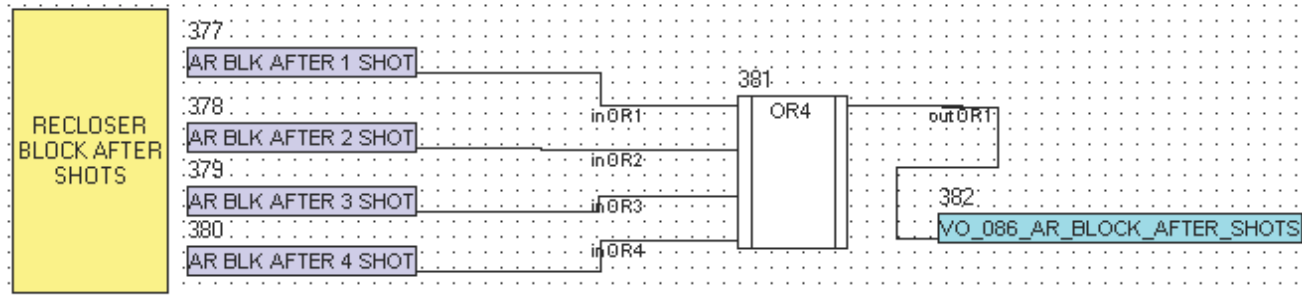 RECLOSER
BLOCK AFTER
SHOTS
377
AR BLK AFTER 1 SHOT
378
AR BLK AFTER 2 SHOT
379
AR BLK AFTER 3 SHOT
380
AR BLK AFTER 4 SHOT
inOR1
inOR2
inOR3
inOR4
381
OR4
outOR1
382
VO_086_AR_BLOCK_AFTER_SHOTS